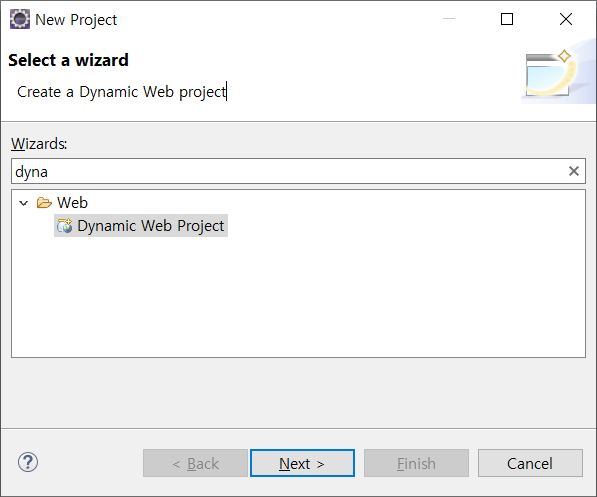 New Project
Select a wizard
Create a Dynamic Web project
Wizards:
dyna
Web
Dynamic Web Project
< Back
Next >
Finish
Cancel